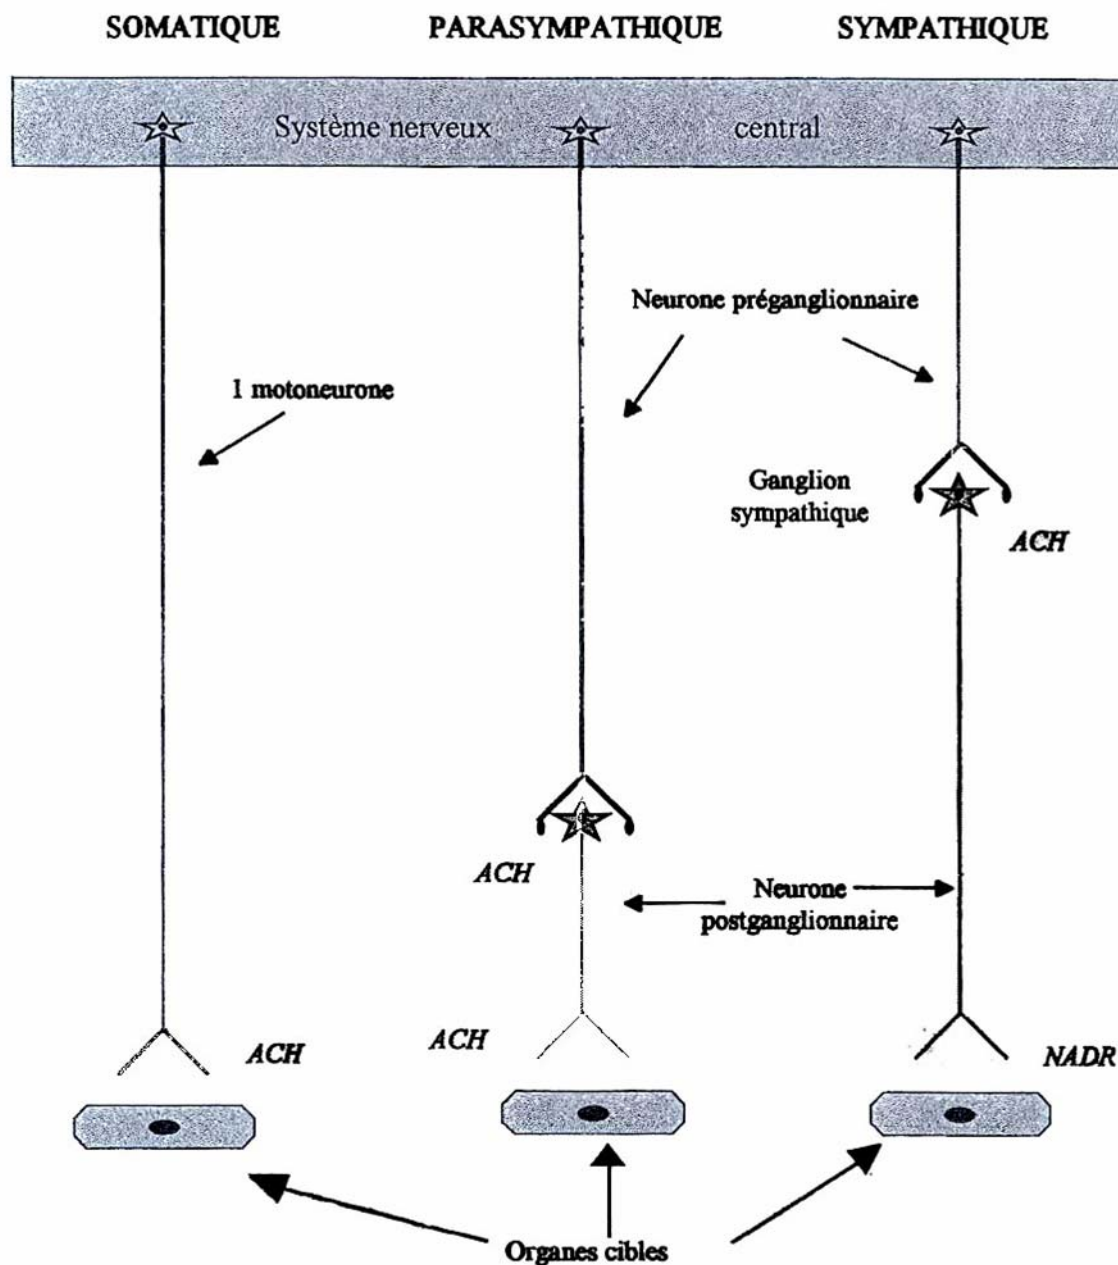 SOMATIQUE PARASYMPATHIQUE SYMPATHIQUE
Système nerveux central
Neurone préganglionnaire
1 motoneurone
Ganglion
sympathique
ACH
ACH
Neurone
postganglionnaire
ACH ACH NADR
Organes cibles